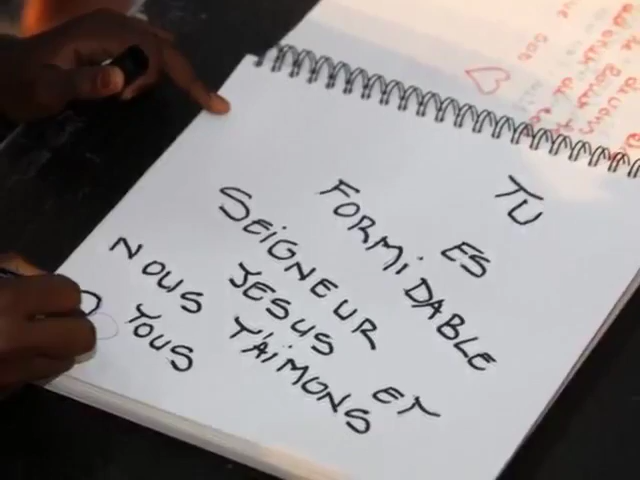 TU
ES
FORMIDABLE
SEIGNEUR
JESUS ET
NOUS T'AIMONS
TOUS